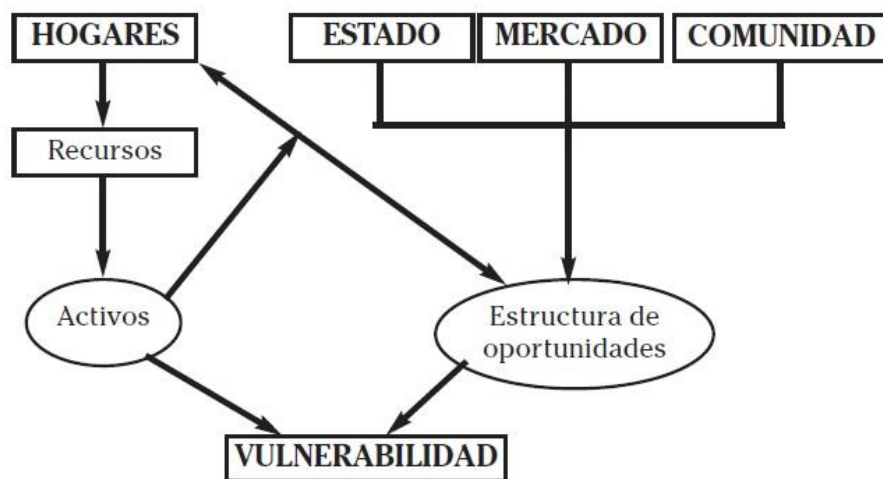 HOGARES
ESTADO
MERCADO
COMUNIDAD
Recursos
Activos
Estructura de
oportunidades
VULNERABILIDAD